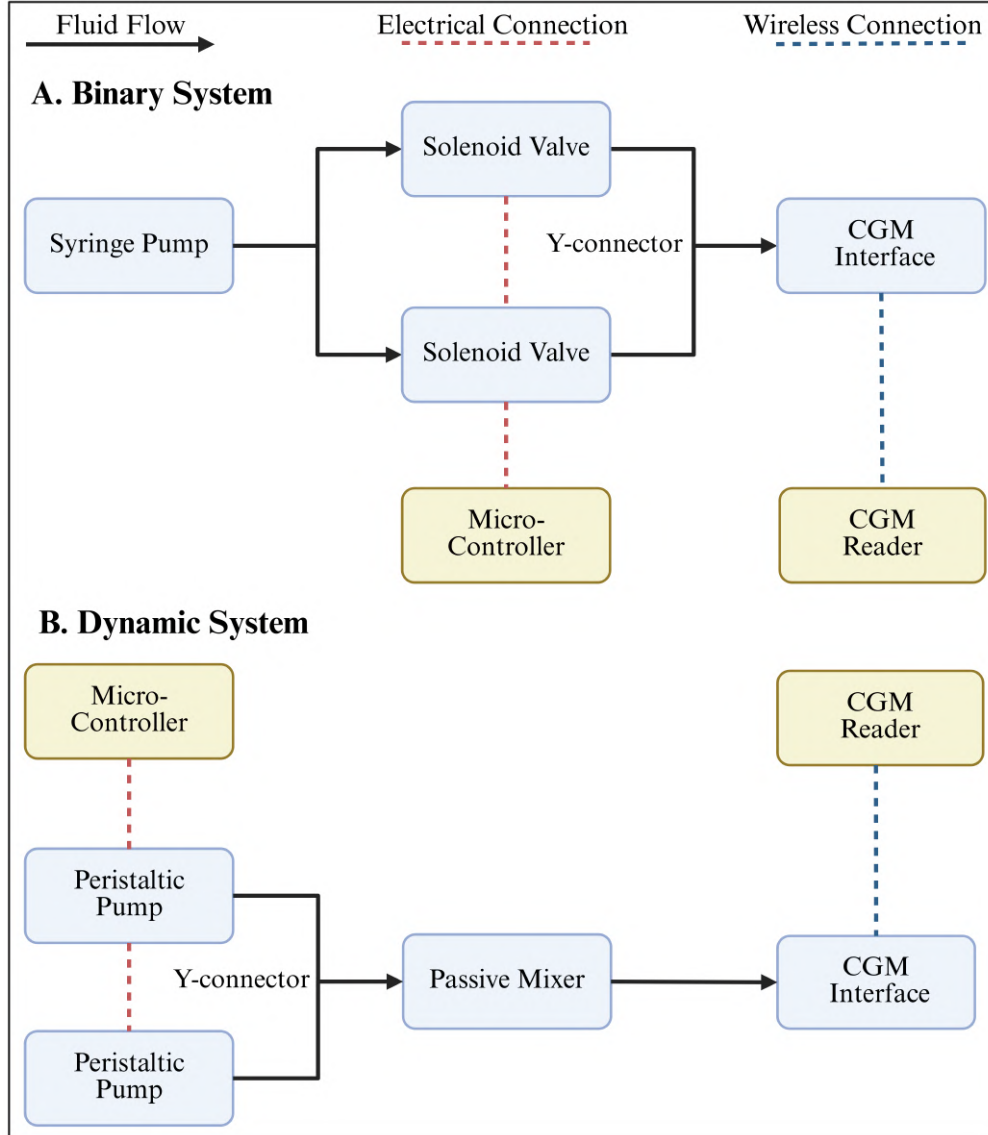 Fluid Flow
Electrical Connection
Wireless Connection
A. Binary System
Solenoid Valve
Syringe Pump
Y-connector
CGM
Interface
Solenoid Valve
Micro-
Controller
CGM
Reader
B. Dynamic System
Micro-
Controller
CGM
Reader
Peristaltic
Pump
Y-connector
Passive Mixer
CGM
Interface
Peristaltic
Pump